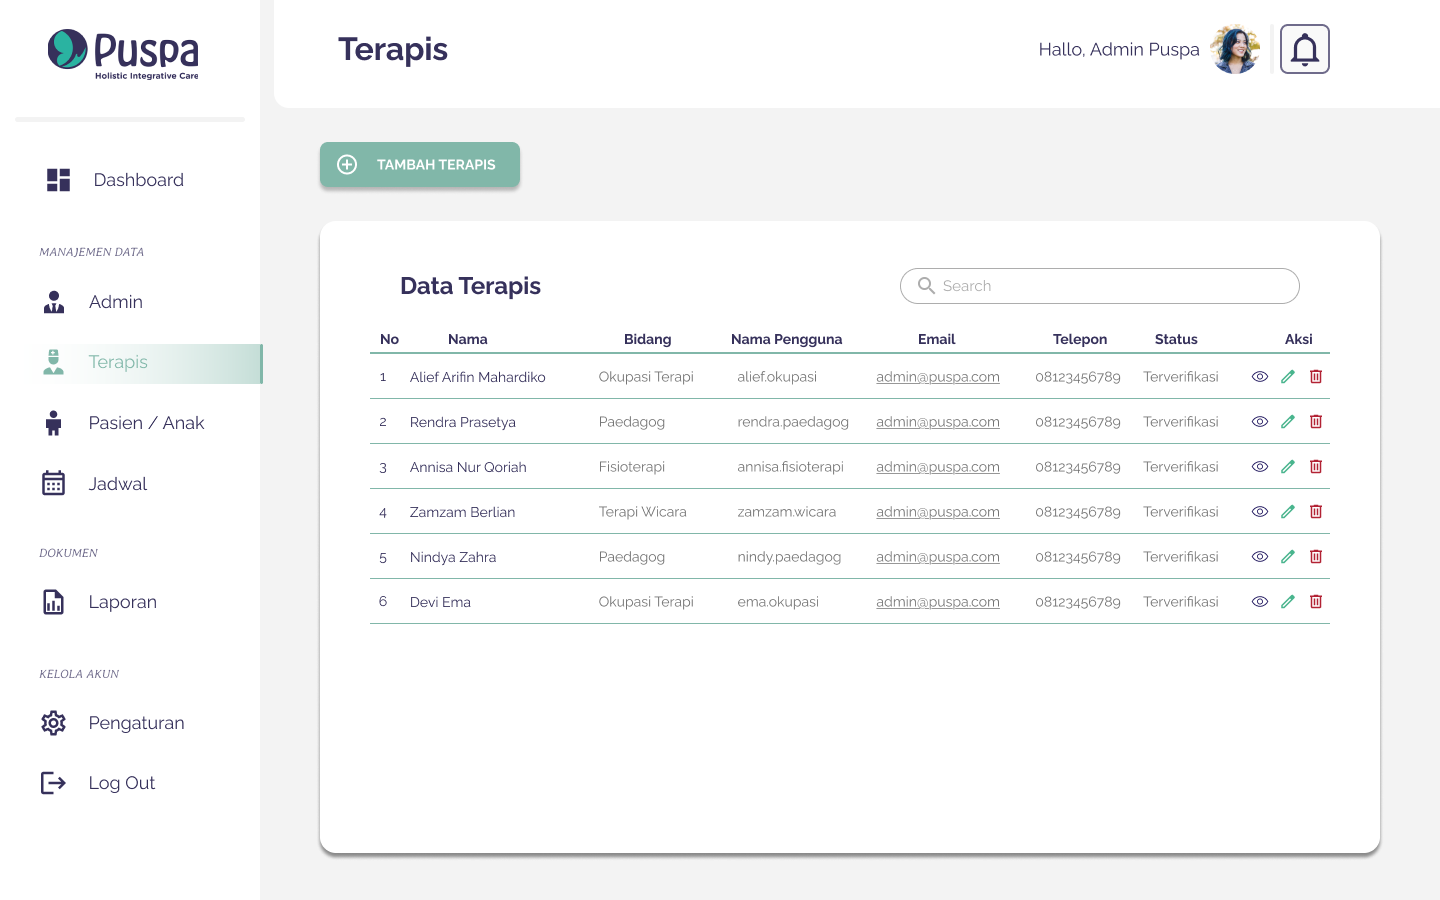 Puspa
Holistic Integrative Care
Terapis
Hallo, Admin Puspa
Dashboard
MANAJEMEN DATA
Admin
Terapis
Pasien / Anak
Jadwal
DOKUMEN
Laporan
KELOLA AKUN
Pengaturan
Log Out
TAMBAH TERAPIS
Data Terapis
Search
No Nama Bidang Nama Pengguna Email Telepon Status Aksi
1 Alief Arifin Mahardiko Okupasi Terapi alief.okupasi admin@puspa.com 08123456789 Terverifikasi
2 Rendra Prasetya Paedagog rendra.paedagog admin@puspa.com 08123456789 Terverifikasi
3 Annisa Nur Qoriah Fisioterapi annisa.fisioterapi admin@puspa.com 08123456789 Terverifikasi
4 Zamzam Berlian Terapi Wicara zamzam.wicara admin@puspa.com 08123456789 Terverifikasi
5 Nindya Zahra Paedagog nindy.paedagog admin@puspa.com 08123456789 Terverifikasi
6 Devi Ema Okupasi Terapi ema.okupasi admin@puspa.com 08123456789 Terverifikasi